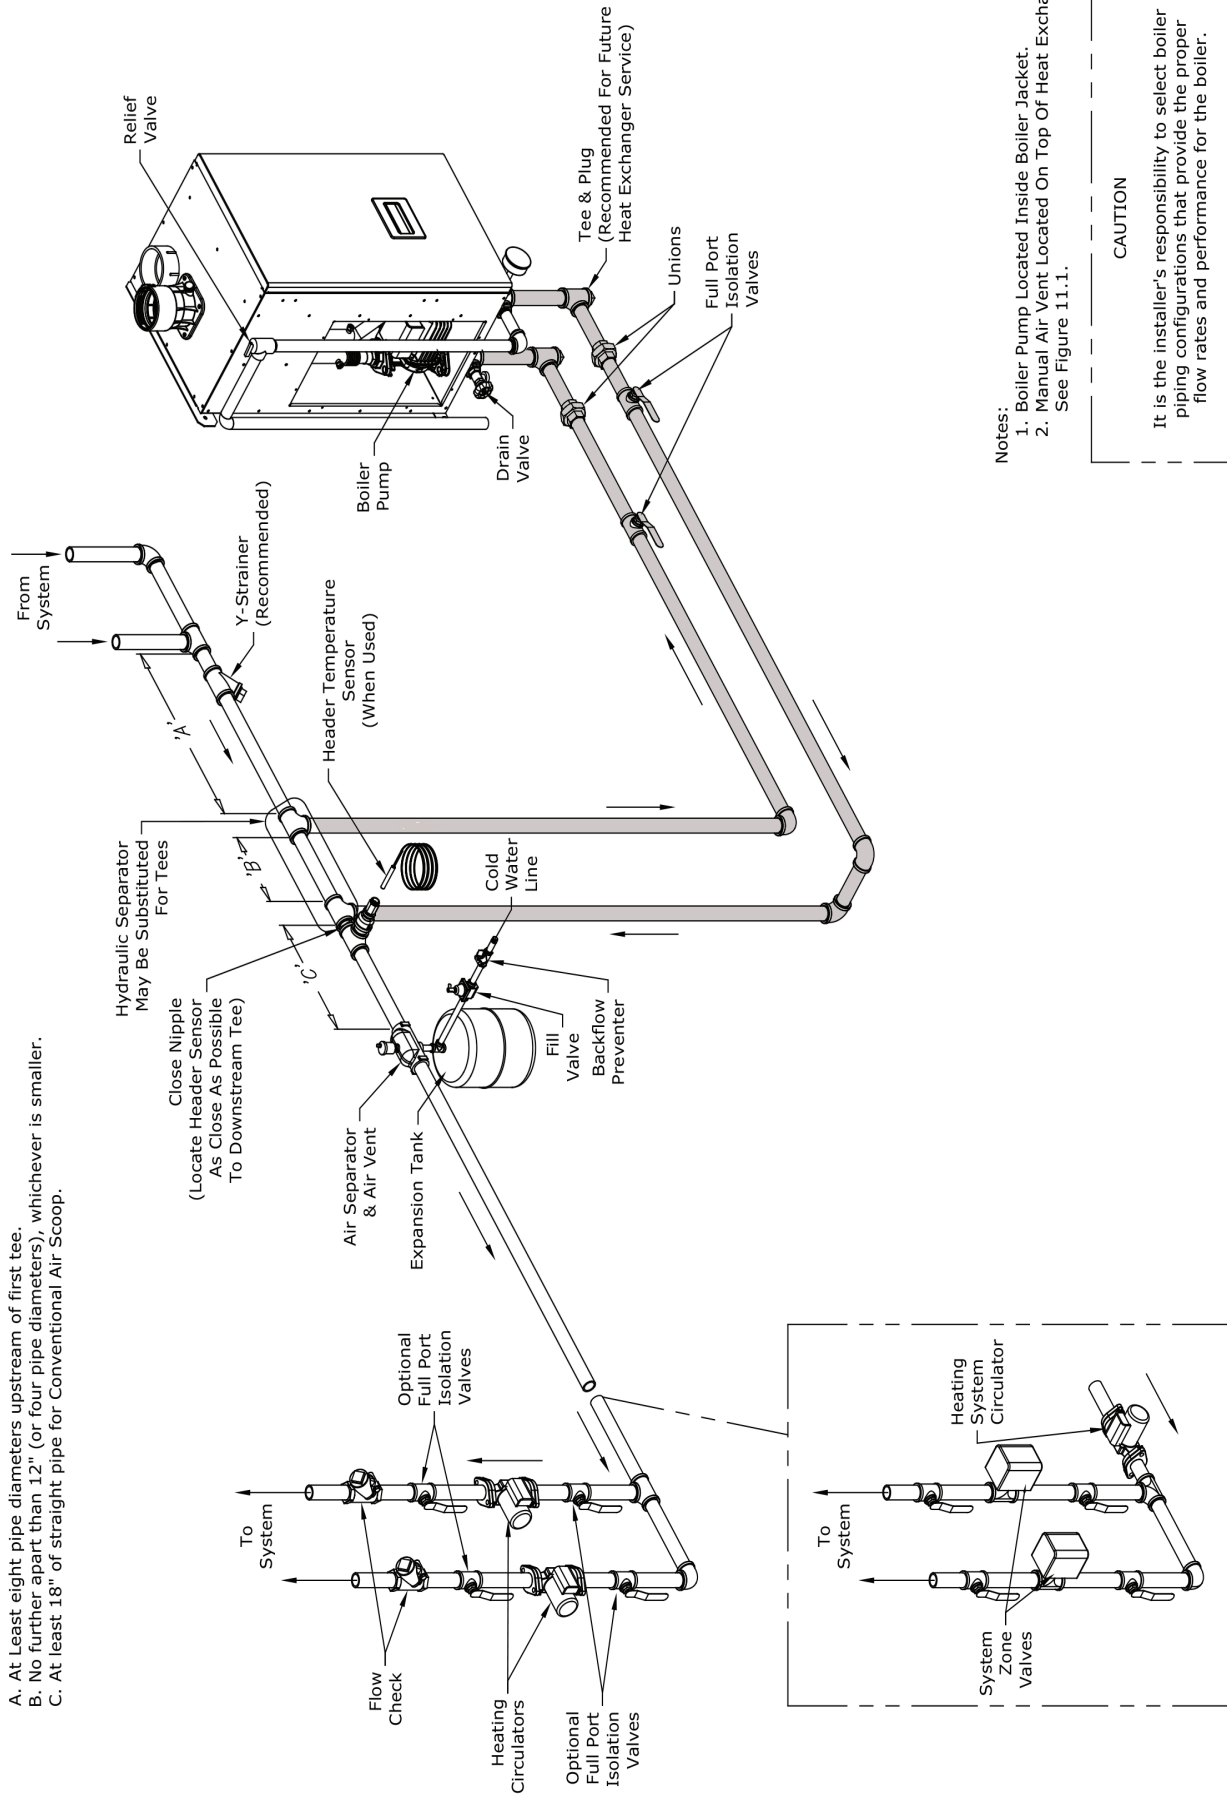 A. At Least eight pipe diameters upstream of first tee.
B. No further apart than 12" (or four pipe diameters), whichever is smaller.
C. At least 18" of straight pipe for Conventional Air Scoop.
Hydraulic Separator
May Be Substituted
For Tees
Close Nipple
(Locate Header Sensor
As Close As Possible
To Downstream Tee)
Air Separator
& Air Vent
Expansion Tank
Optional
Full Port
Isolation
Valves
To
System
Flow
Check
Heating
Circulators
Optional
Full Port
Isolation
Valves
'A'
'B'
'C'
From
System
Y-Strainer
(Recommended)
Header Temperature
Sensor
(When Used)
Cold
Water
Line
Fill
Valve
Backflow
Preventer
Relief
Valve
Boiler
Pump
Drain
Valve
Tee & Plug
(Recommended For Future
Heat Exchanger Service)
Unions
Full Port
Isolation
Valves
To
System
System
Zone
Valves
Heating
System
Circulator
Notes:
1. Boiler Pump Located Inside Boiler Jacket.
2. Manual Air Vent Located On Top Of Heat
See Figure 11.1.
CAUTION
It is the installer's responsibility to select boiler
piping configurations that provide the proper
flow rates and performance for the boiler.